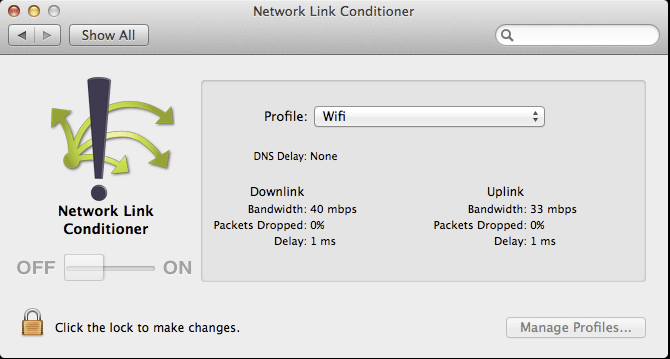 Network Link Conditioner
Show All
Profile: Wifi
DNS Delay: None
Downlink Uplink
Bandwidth: 40 mbps Bandwidth: 33 mbps
Packets Dropped: 0% Packets Dropped: 0%
Delay: 1 ms Delay: 1 ms
Network Link
Conditioner
OFF ON
Click the lock to make changes.
Manage Profiles...